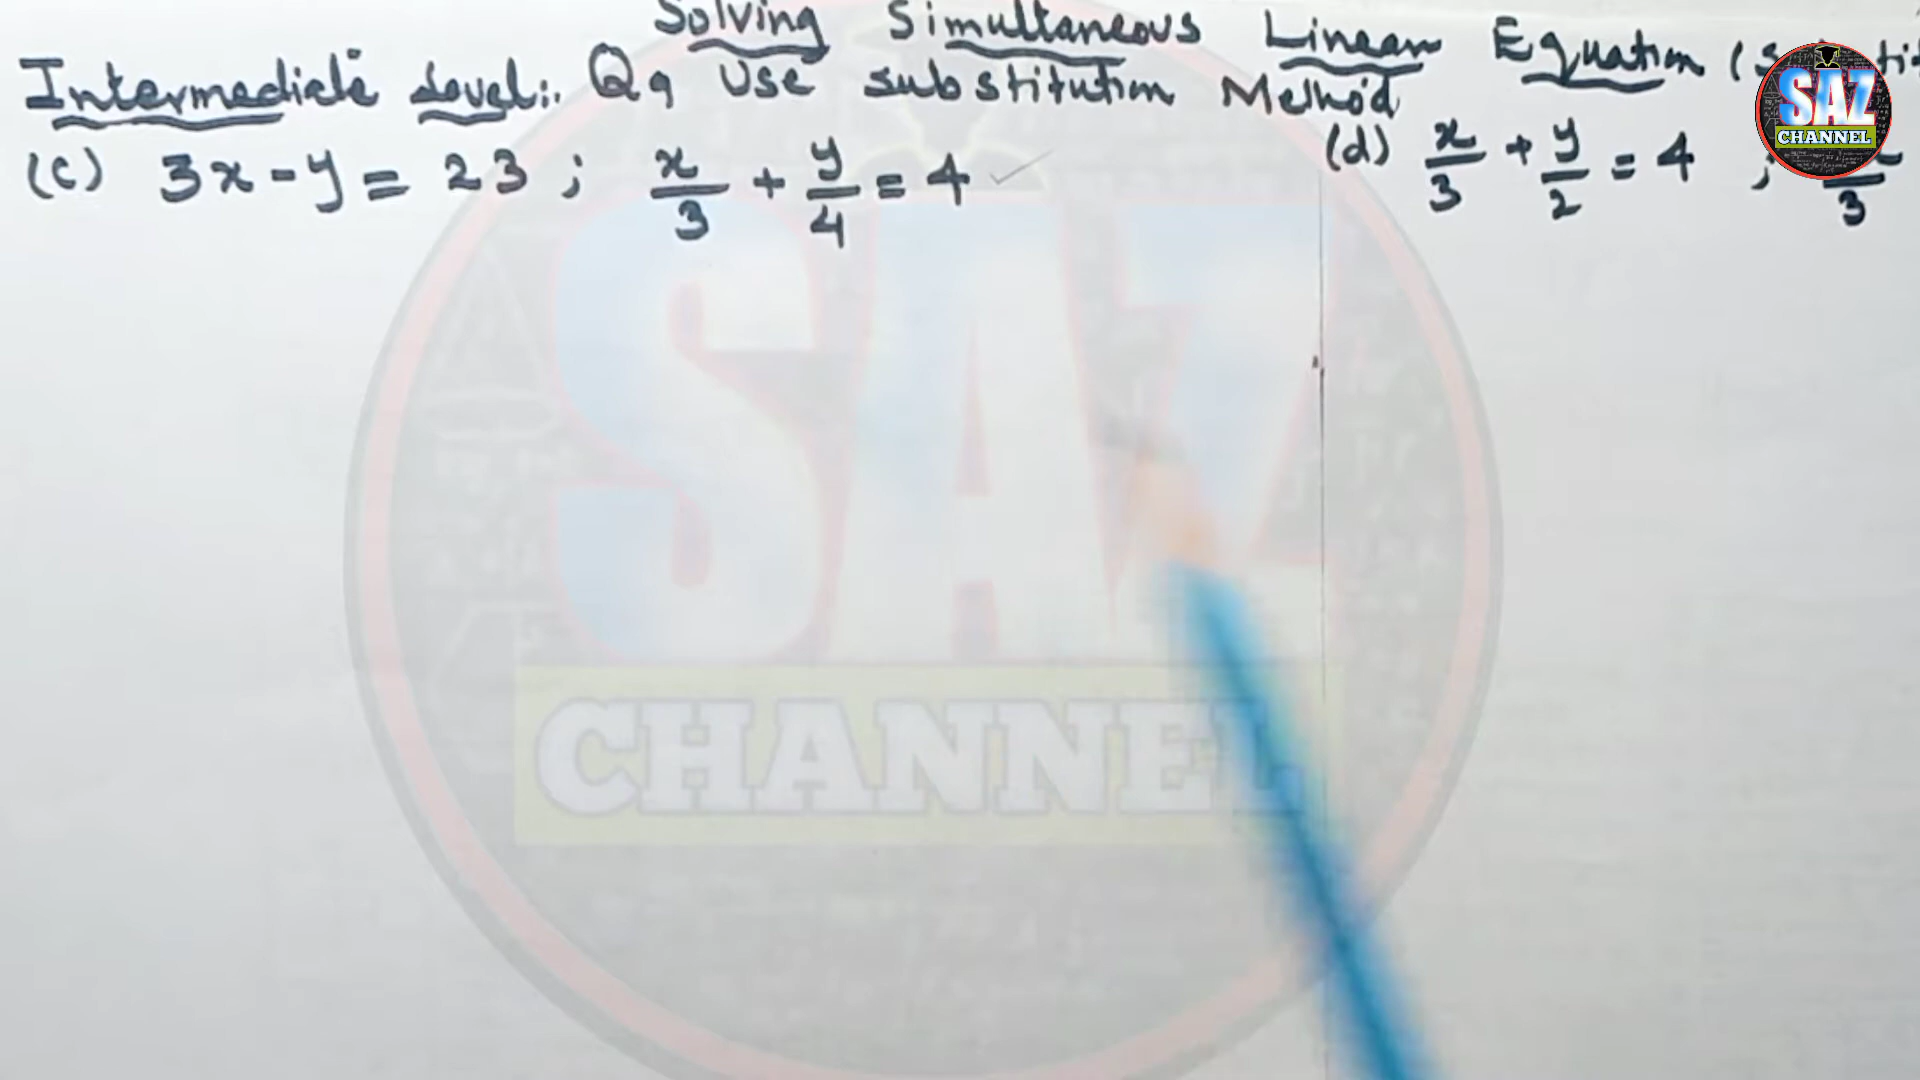 Solving Simultaneous Linear Equation (
Intermediate Level:. Q9 Use substitution Method
(c) 3x - y = 23 ; x/3 + y/4 = 4
(d) x/3 + y/2 = 4 ; /3
SAZ
CHANNEL
SAZ
CHANNEL